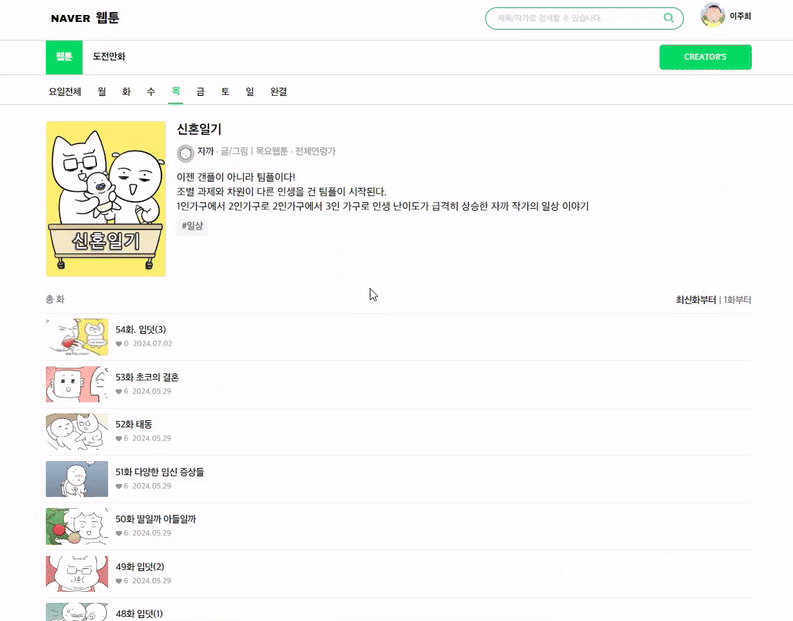 NAVER 웹툰
제목/작가로 검색할 수 있습니다.
이주희
웹툰
도전만화
CREATOR'S
요일전체 월 화 수 목 금 토 일 완결
신혼일기
신혼일기
자까 · 글/그림 | 목요웹툰 · 전체연령가
이젠 갠플이 아니라 팀플이다!
조별 과제와 차원이 다른 인생을 건 팀플이 시작된다.
1인가구에서 2인가구로 2인가구에서 3인 가구로 인생 난이도가 급격히 상승한 자까 작가의 일상 이야기
#일상
총 화
최신화부터 | 1화부터
54화. 입덧(3)
0 2024.07.02
53화 초코의 결혼
6 2024.05.29
52화 태동
6 2024.05.29
51화 다양한 임신 증상들
6 2024.05.29
50화 딸일까 아들일까
6 2024.05.29
49화 입덧(2)
6 2024.05.29
48화 입덧(1)